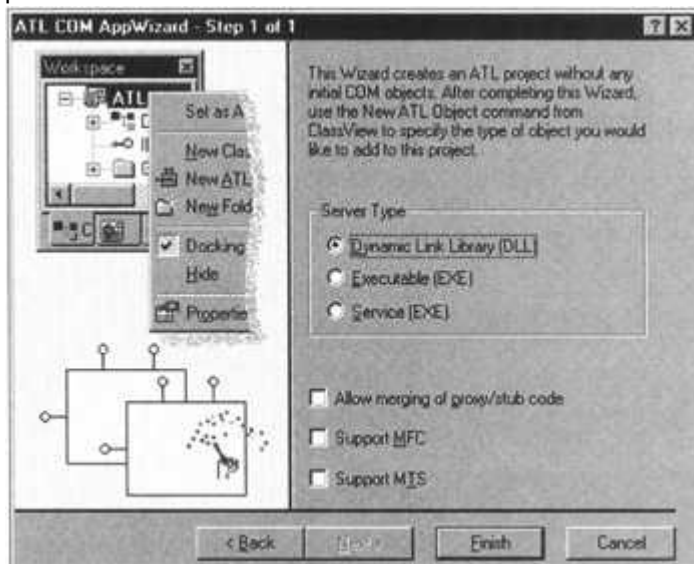 ATL COM AppWizard - Step 1 of 1
Workspace
ATL
Set as A
New Clas
New ATL
New Fold
Docking
Hide
Propertie
C
This Wizard creates an ATL project without any
initial COM objects. After completing this Wizard,
use the New ATL Object command from
ClassView to specify the type of object you would
like to add to this project.
Server Type
Dynamic Link Library (DLL)
Executable (EXE)
Service (EXE)
Allow merging of proxy/stub code
Support MFC
Support MTS
< Back
Next >
Finish
Cancel